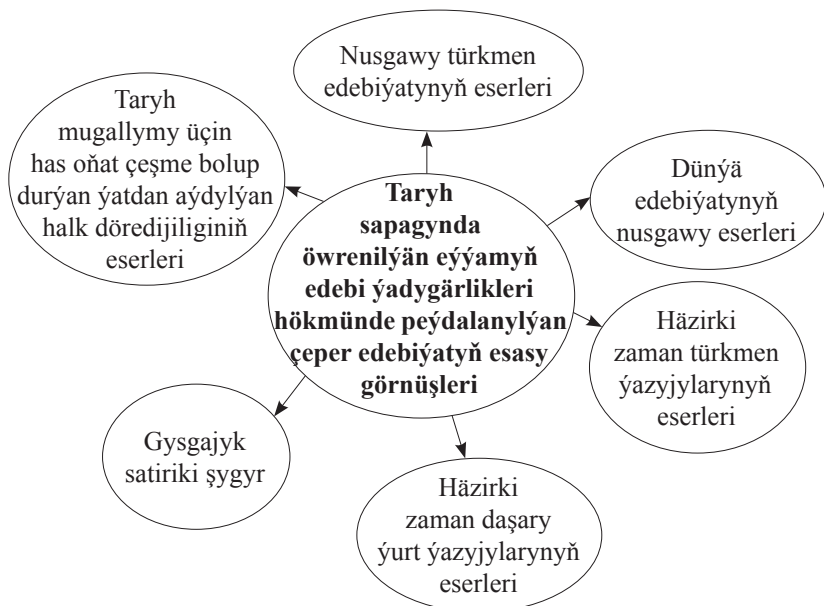 Nusgawy türkmen
edebiýatynyň eserleri
Taryh
mugallymy üçin
has oňat çeşme bolup
durýan ýatdan aýdylýan
halk döredijiliginiň
eserleri
Dünýä
edebiýatynyň
nusgawy eserleri
Taryh
sapagynda
öwrenilýän eýýamyň
edebi ýadygärlikleri
hökmünde peýdalanylýan
çeper edebiýatyň esasy
görnüşleri
Häzirki
zaman türkmen
ýazyjylarynyň
eserleri
Gysgajyk
satiriki şygyr
Häzirki
zaman daşary
ýurt ýazyjylarynyň
eserleri